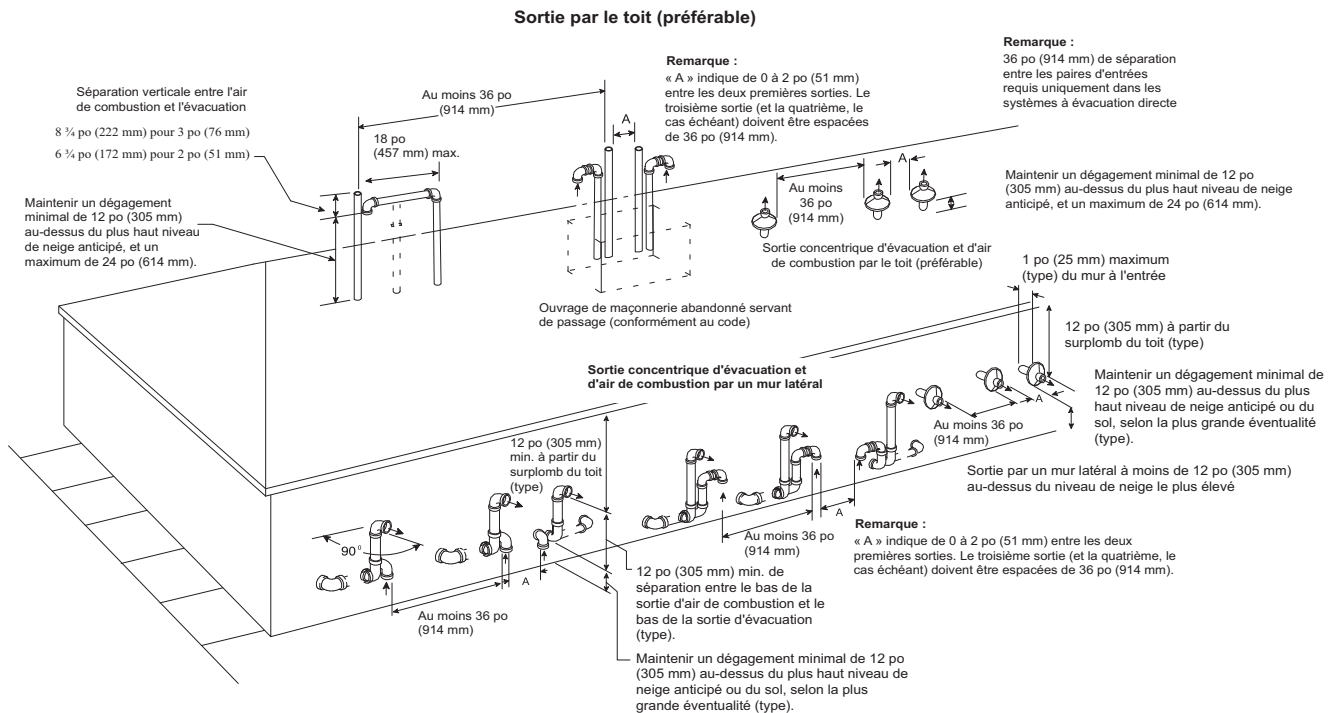 Sortie par le toit (préférable)
Séparation verticale entre l'air
de combustion et l'évacuation
8 ¾ po (222 mm) pour 3 po (76 mm)
6 ¾ po (172 mm) pour 2 po (51 mm)
Maintenir un dégagement
minimal de 12 po (305 mm)
au-dessus du plus haut niveau
de neige anticipé, et un
maximum de 24 po (614 mm).
Au moins 36 po
(914 mm)
18 po
(457 mm) max.
A
Remarque :
« A » indique de 0 à 2 po (51 mm)
entre les deux premières sorties. Le
troisième sortie (et la quatrième, le
cas échéant) doivent être espacées
de 36 po (914 mm).
Remarque :
36 po (914 mm) de séparation
entre les paires d'entrées
requis uniquement dans les
systèmes à évacuation directe
A
Au moins
36 po
(914 mm)
Maintenir un dégagement minimal de 12 po
(305 mm) au-dessus du plus haut niveau de neige
anticipé, et un maximum de 24 po (614 mm).
Sortie concentrique d'évacuation et d'air
de combustion par le toit (préférable)
Ouvrage de maçonnerie abandonné servant
de passage (conformément au code)
1 po (25 mm) maximum
(type) du mur à l'entrée
12 po (305 mm) à partir du
surplomb du toit (type)
Sortie concentrique d'évacuation et
d'air de combustion par un mur latéral
Maintenir un dégagement minimal de
12 po (305 mm) au-dessus du plus
haut niveau de neige anticipé ou du
sol, selon la plus grande éventualité
(type).
A
Au moins 36 po
(914 mm)
Sortie par un mur latéral à moins de 12 po (305 mm)
au-dessus du niveau de neige le plus élevé
12 po (305 mm)
min. à partir du
surplomb du toit
(type)
90°
Au moins 36 po
(914 mm)
A
Au moins 36 po
(914 mm)
A
Remarque :
« A » indique de 0 à 2 po (51 mm) entre les deux
premières sorties. Le troisième sortie (et la quatrième, le
cas échéant) doivent être espacées de 36 po (914 mm).
12 po (305 mm) min. de
séparation entre le bas de la
sortie d'air de combustion et le
bas de la sortie d'évacuation
(type).
Maintenir un dégagement minimal de 12 po
(305 mm) au-dessus du plus haut niveau de
neige anticipé ou du sol, selon la plus
grande éventualité (type).